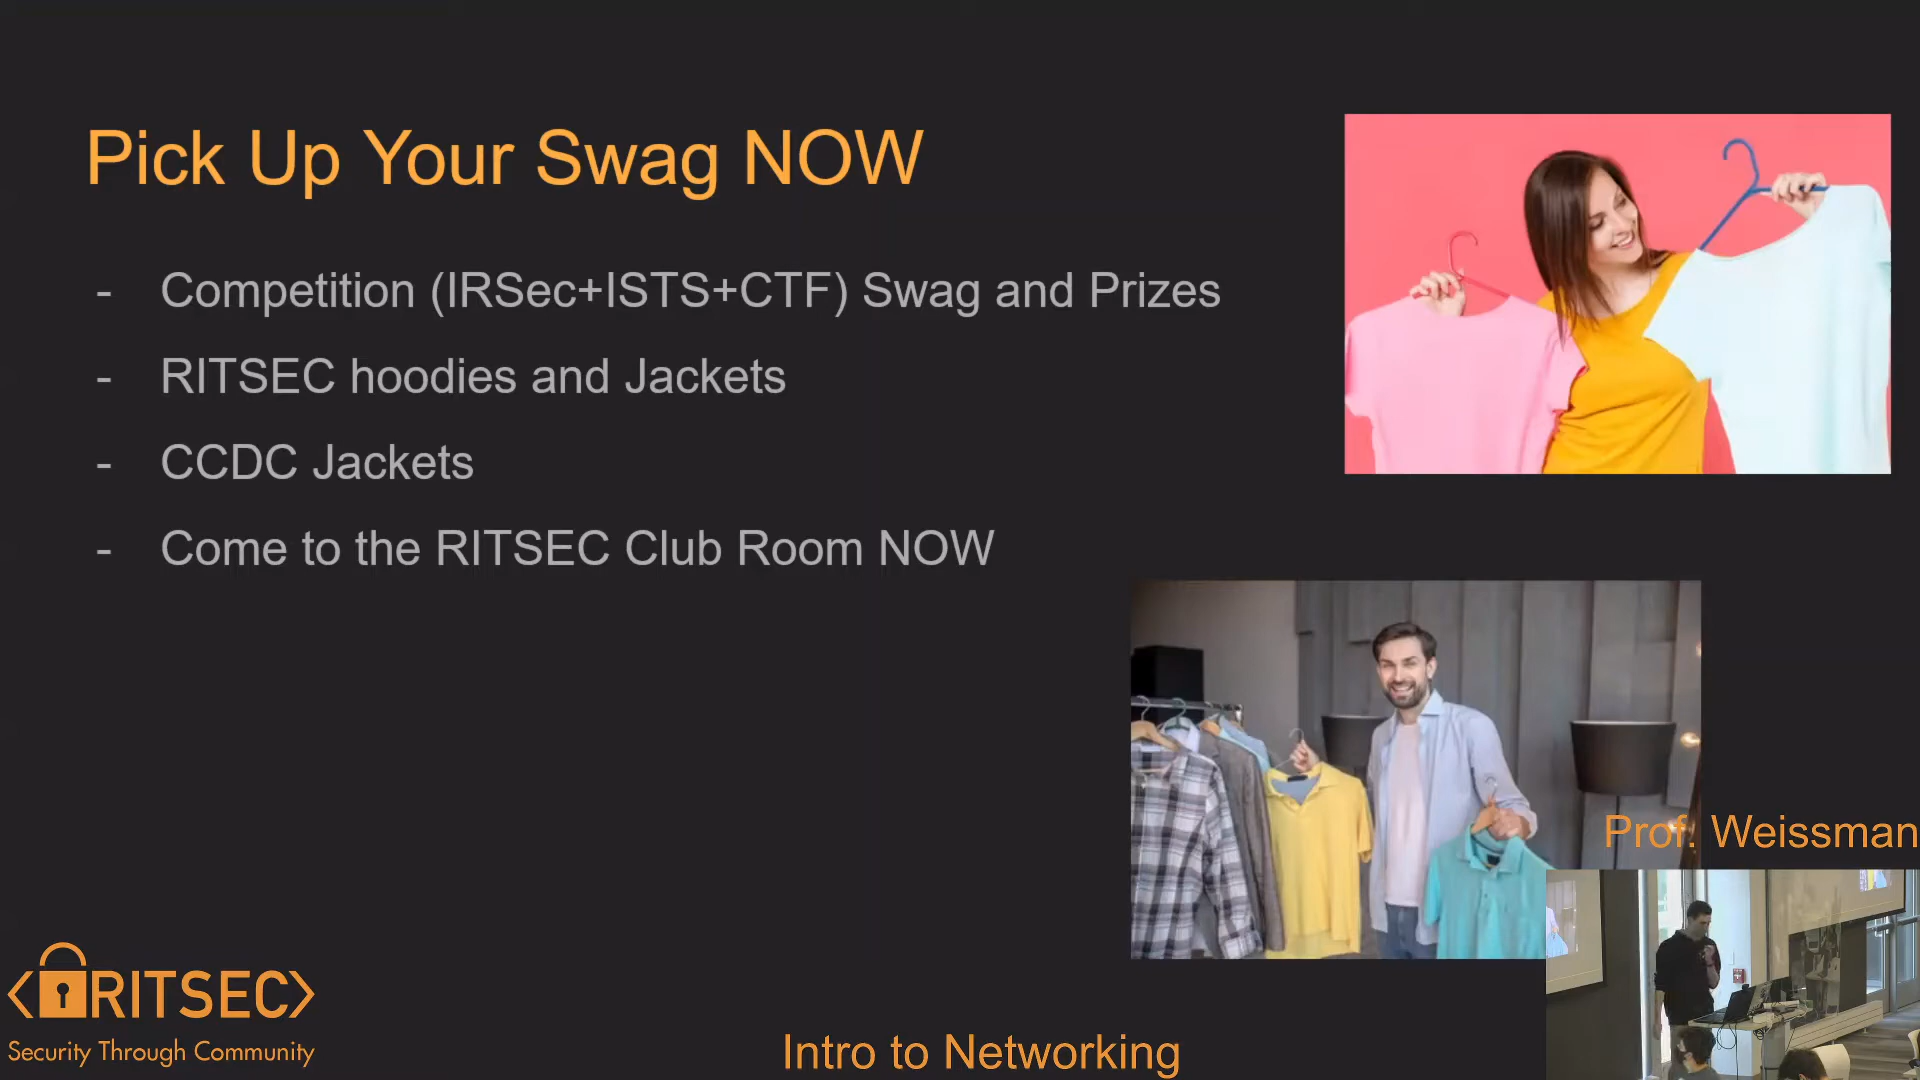 Pick Up Your Swag NOW
- Competition (IRSec+ISTS+CTF) Swag and Prizes
- RITSEC hoodies and Jackets
- CCDC Jackets
- Come to the RITSEC Club Room NOW
Prof. Weissman
<RITSEC>
Security Through Community
Intro to Networking